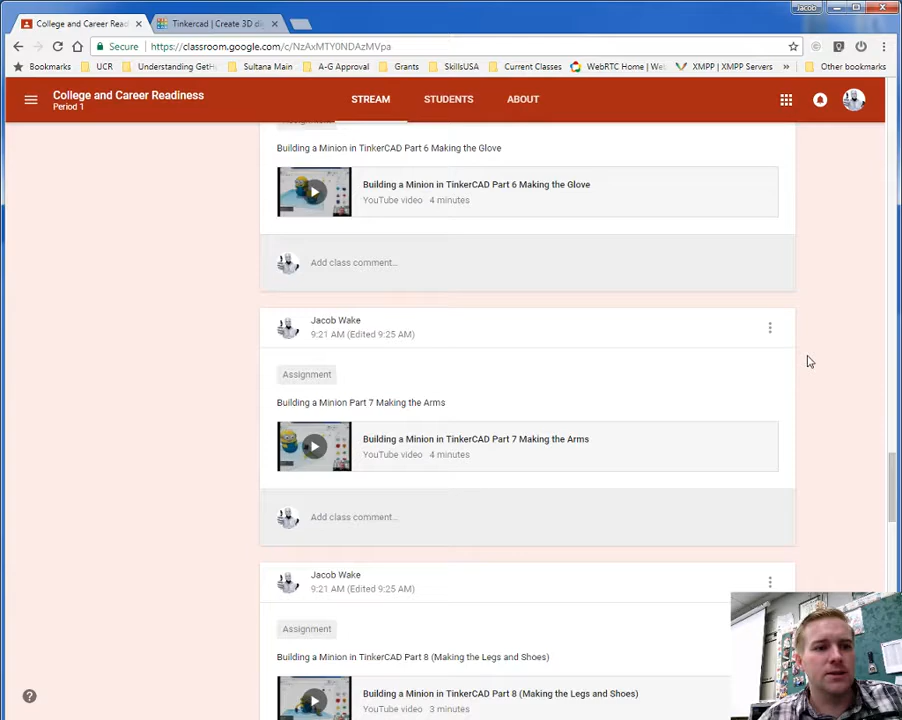 Jacob
College and Career Read
Tinkercad | Create 3D di
Secure https://classroom.google.com/c/NzAxMTY0NDAzMVpa
Bookmarks UCR Understanding GetH Sultana Main A-G Approval Grants SkillsUSA Current Classes WebRTC Home | We XMPP | XMPP Servers » Other bookmarks
College and Career Readiness
Period 1
STREAM STUDENTS ABOUT
Assignment
Building a Minion in TinkerCAD Part 6 Making the Glove
Building a Minion in TinkerCAD Part 6 Making the Glove
YouTube video 4 minutes
Add class comment...
Jacob Wake
9:21 AM (Edited 9:25 AM)
Assignment
Building a Minion Part 7 Making the Arms
Building a Minion in TinkerCAD Part 7 Making the Arms
YouTube video 4 minutes
Add class comment...
Jacob Wake
9:21 AM (Edited 9:25 AM)
Assignment
Building a Minion in TinkerCAD Part 8 (Making the Legs and Shoes)
Building a Minion in TinkerCAD Part 8 (Making the Legs and Shoes)
YouTube video 3 minutes